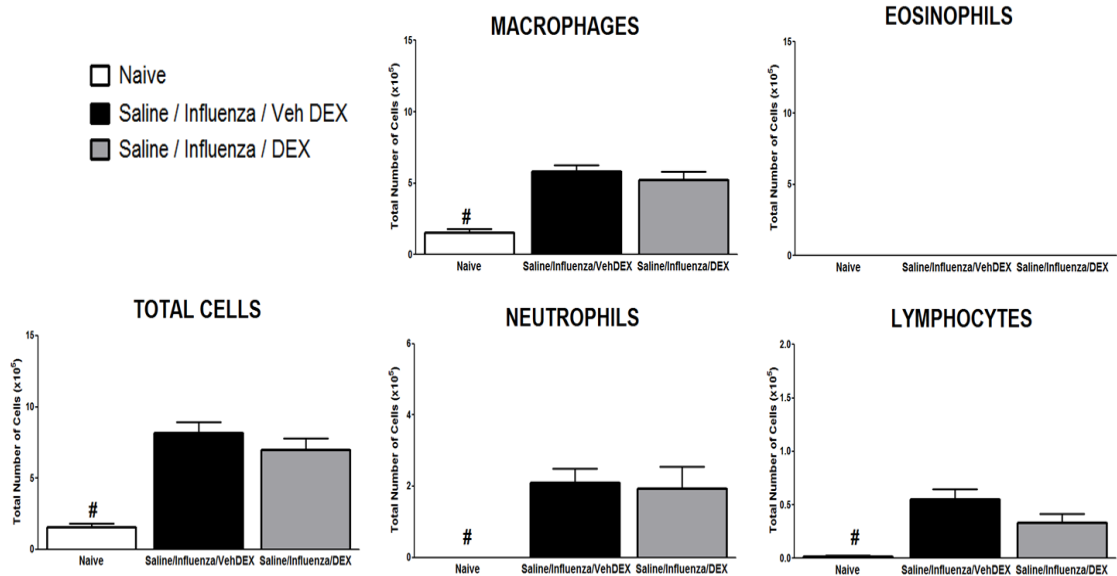 Naive
Saline / Influenza / Veh DEX
Saline / Influenza / DEX
MACROPHAGES
Total Number of Cells (x10⁵)
15
10
5
0
#
Naive
Saline/Influenza/VehDEX
Saline/Influenza/DEX
EOSINOPHILS
Total Number of Cells (x10⁵)
15
10
5
0
Naive
Saline/Influenza/VehDEX
Saline/Influenza/DEX
TOTAL CELLS
Total Number of Cells (x10⁵)
15
10
5
0
#
Naive
Saline/Influenza/VehDEX
Saline/Influenza/DEX
NEUTROPHILS
Total Number of Cells (x10⁵)
6
4
2
0
#
Naive
Saline/Influenza/VehDEX
Saline/Influenza/DEX
LYMPHOCYTES
Total Number of Cells (x10⁵)
2.0
1.5
1.0
0.5
0.0
#
Naive
Saline/Influenza/VehDEX
Saline/Influenza/DEX